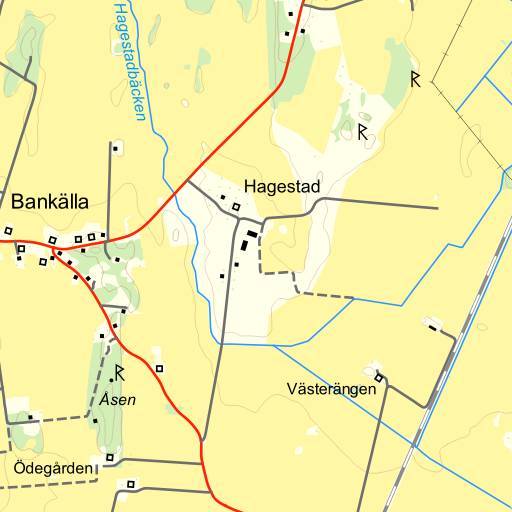 Hagestadbäcken
Hagestad
Bankälla
Västerängen
Åsen
Ödegården